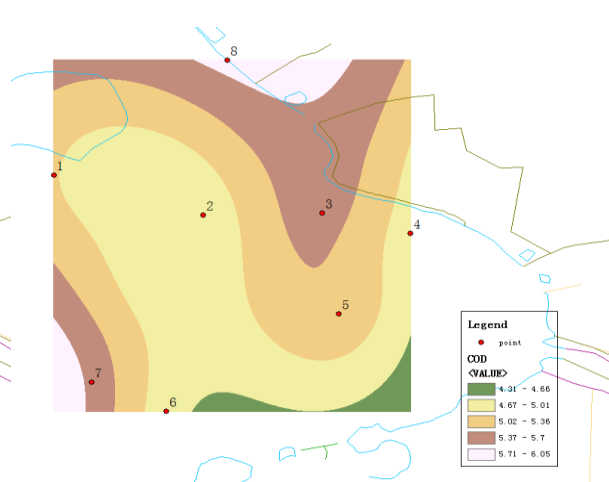 8
1
2
3
4
5
7
6
Legend
point
COD
<VALUE>
4.31 - 4.66
4.67 - 5.01
5.02 - 5.36
5.37 - 5.7
5.71 - 6.05